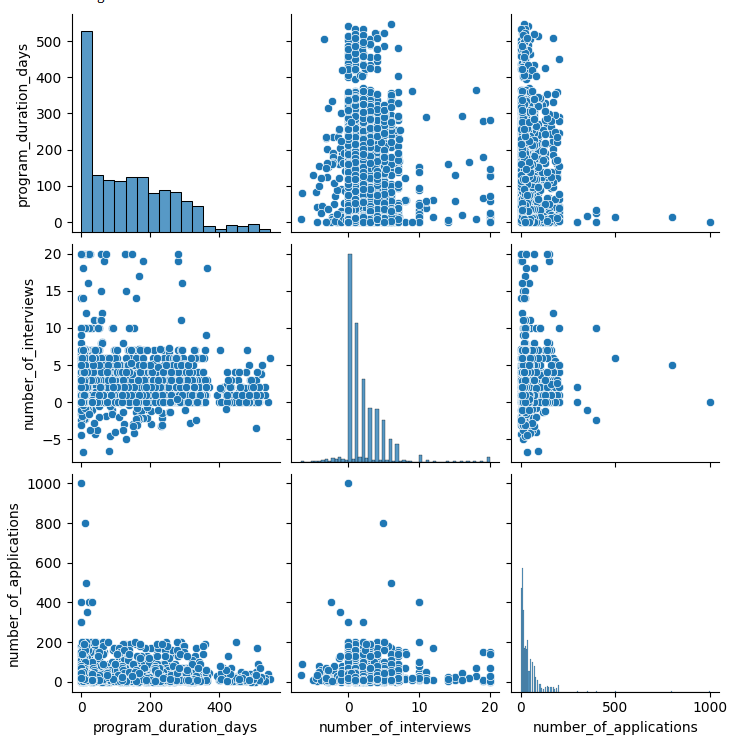 program_duration_days
500
400
300
200
100
0
number_of_interviews
20
15
10
5
0
−5
number_of_applications
1000
800
600
400
200
0
0 200 400
0 10 20
0 500 1000
program_duration_days number_of_interviews number_of_applications